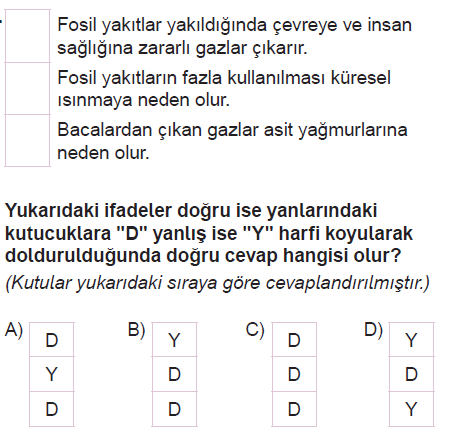 Fosil yakıtlar yakıldığında çevreye ve insan
sağlığına zararlı gazlar çıkarır.
Fosil yakıtların fazla kullanılması küresel
ısınmaya neden olur.
Bacalardan çıkan gazlar asit yağmurlarına
neden olur.
Yukarıdaki ifadeler doğru ise yanlarındaki
kutucuklara "D" yanlış ise "Y" harfi koyularak
doldurulduğunda doğru cevap hangisi olur?
(Kutular yukarıdaki sıraya göre cevaplandırılmıştır.)
A) D B) Y C) D D) Y
Y D D D
D D D Y